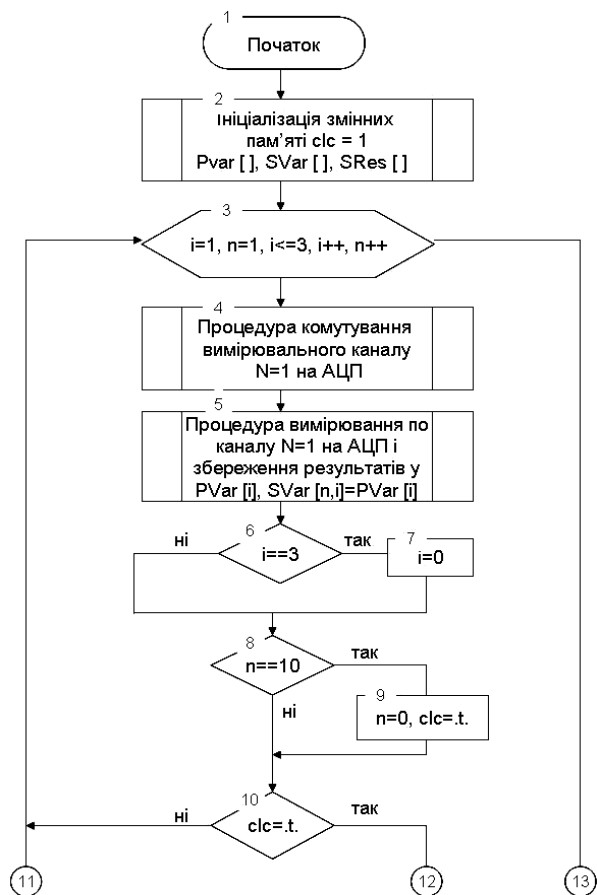 1
Початок
2
Ініціалізація змінних
пам'яті clc = 1
Pvar [ ], SVar [ ], SRes [ ]
3
i=1, n=1, i<=3, i++, n++
4
Процедура комутування
вимірювального каналу
N=1 на АЦП
5
Процедура вимірювання по
каналу N=1 на АЦП і
збереження результатів у
PVar [i], SVar [n,i]=PVar [i]
6
ні
i==3
так
7
i=0
8
n==10
так
ні
9
n=0, clc=.t.
10
ні
clc=.t.
так
11
12
13